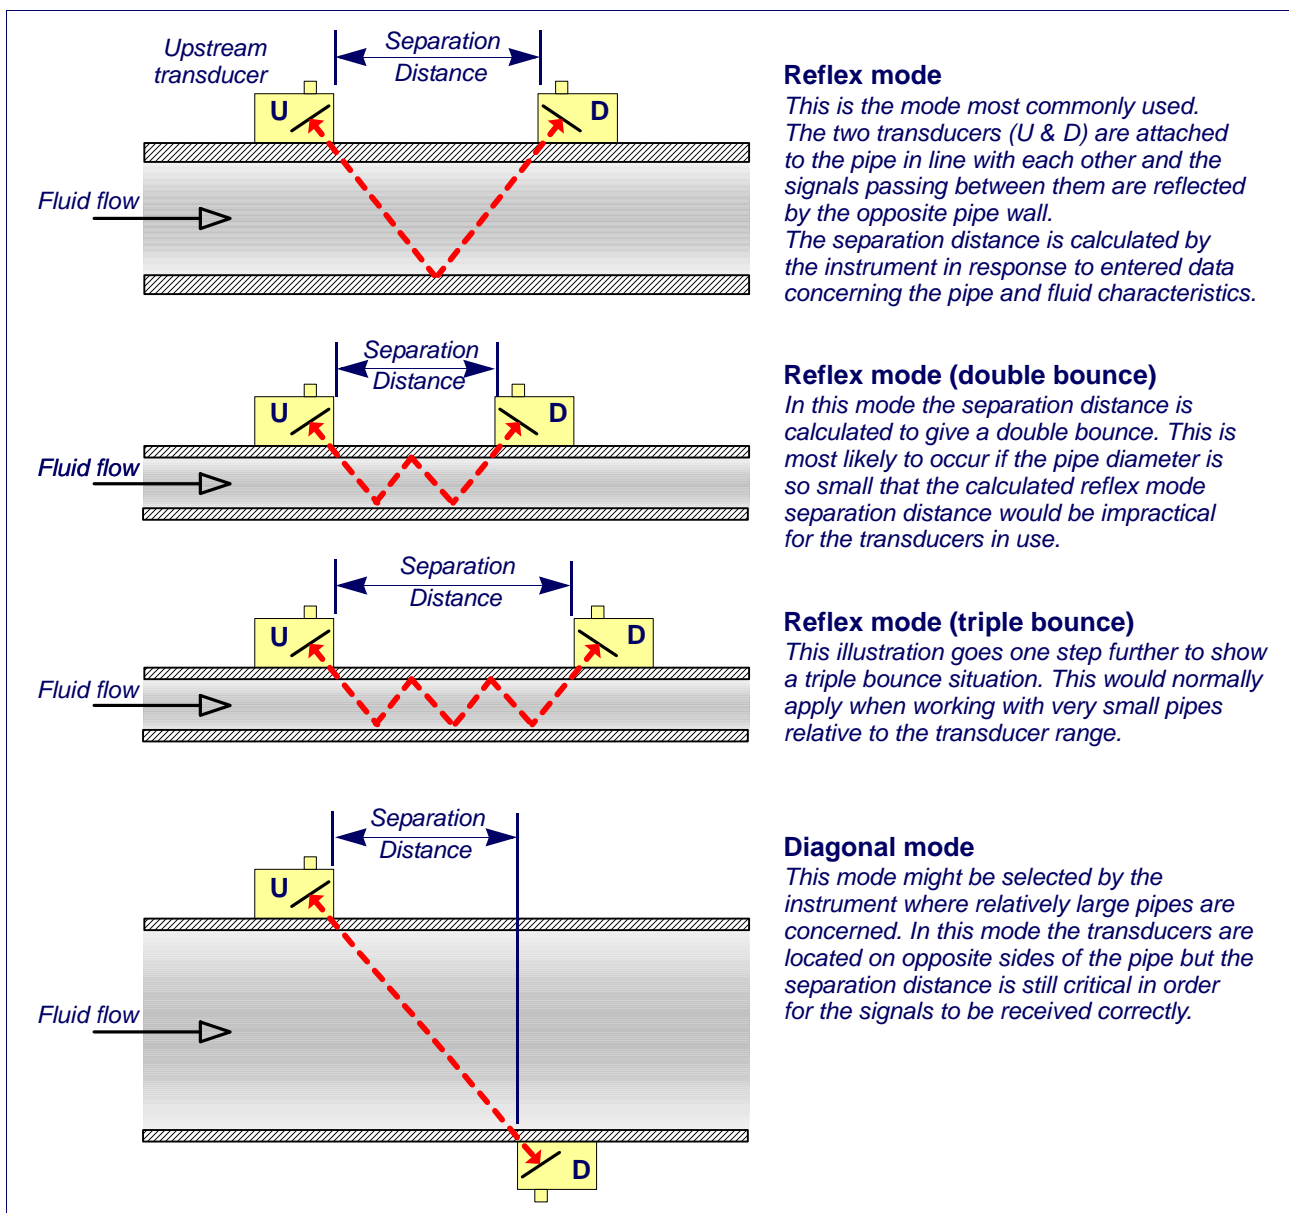 Upstream
transducer
Separation
Distance
U
D
Fluid flow
Reflex mode
This is the mode most commonly used.
The two transducers (U & D) are attached
to the pipe in line with each other and the
signals passing between them are reflected
by the opposite pipe wall.
The separation distance is calculated by
the instrument in response to entered data
concerning the pipe and fluid characteristics.
Separation
Distance
U
D
Fluid flow
Reflex mode (double bounce)
In this mode the separation distance is
calculated to give a double bounce. This is
most likely to occur if the pipe diameter is
so small that the calculated reflex mode
separation distance would be impractical
for the transducers in use.
Separation
Distance
U
D
Fluid flow
Reflex mode (triple bounce)
This illustration goes one step further to show
a triple bounce situation. This would normally
apply when working with very small pipes
relative to the transducer range.
Separation
Distance
U
Fluid flow
D
Diagonal mode
This mode might be selected by the
instrument where relatively large pipes are
concerned. In this mode the transducers are
located on opposite sides of the pipe but the
separation distance is still critical in order
for the signals to be received correctly.